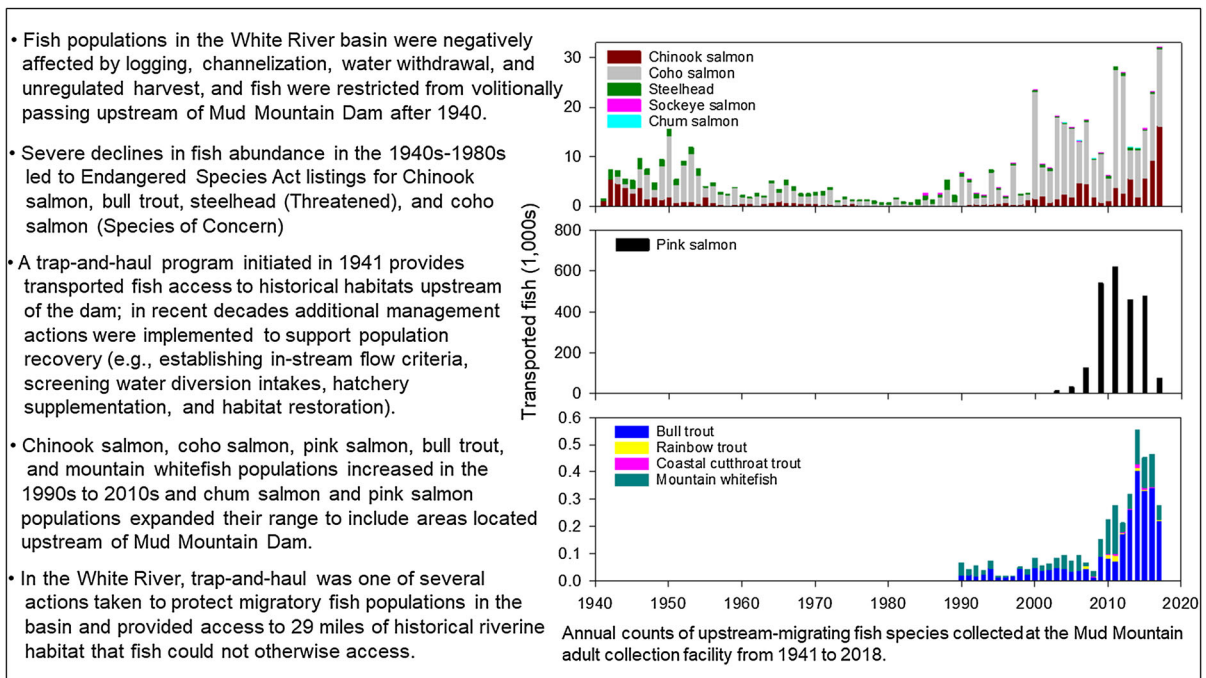 • Fish populations in the White River basin were negatively
affected by logging, channelization, water withdrawal, and
unregulated harvest, and fish were restricted from volitionally
passing upstream of Mud Mountain Dam after 1940.
• Severe declines in fish abundance in the 1940s-1980s
led to Endangered Species Act listings for Chinook
salmon, bull trout, steelhead (Threatened), and coho
salmon (Species of Concern)
• A trap-and-haul program initiated in 1941 provides
transported fish access to historical habitats upstream
of the dam; in recent decades additional management
actions were implemented to support population
recovery (e.g., establishing in-stream flow criteria,
screening water diversion intakes, hatchery
supplementation, and habitat restoration).
• Chinook salmon, coho salmon, pink salmon, bull trout,
and mountain whitefish populations increased in the
1990s to 2010s and chum salmon and pink salmon
populations expanded their range to include areas located
upstream of Mud Mountain Dam.
• In the White River, trap-and-haul was one of several
actions taken to protect migratory fish populations in the
basin and provided access to 29 miles of historical riverine
habitat that fish could not otherwise access.
Transported fish (1,000s)
30
20
10
0
Chinook salmon
Coho salmon
Steelhead
Sockeye salmon
Chum salmon
800
600
400
200
0
Pink salmon
0.6
0.5
0.4
0.3
0.2
0.1
0.0
Bull trout
Rainbow trout
Coastal cutthroat trout
Mountain whitefish
1940 1950 1960 1970 1980 1990 2000 2010 2020
Annual counts of upstream-migrating fish species collected at the Mud Mountain
adult collection facility from 1941 to 2018.